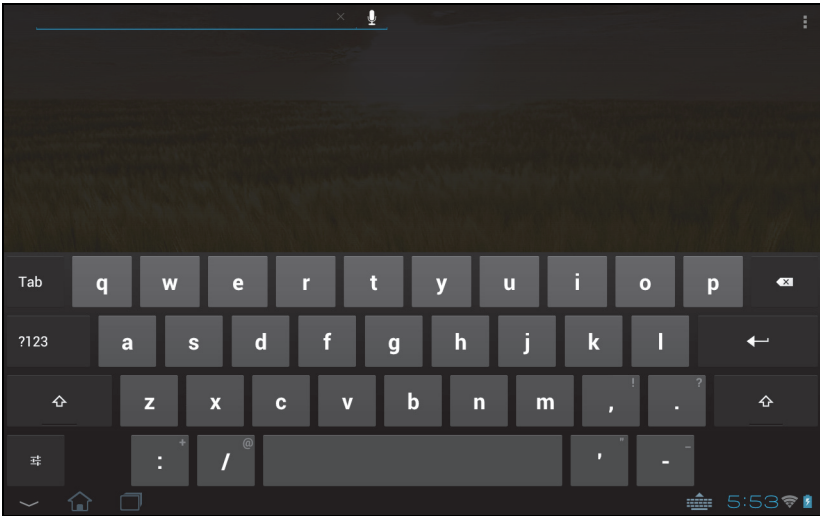 Tab q w e r t y u i o p
?123 a s d f g h j k l
! ?
z x c v b n m , .
+ @ " _
: / ' -
5:53